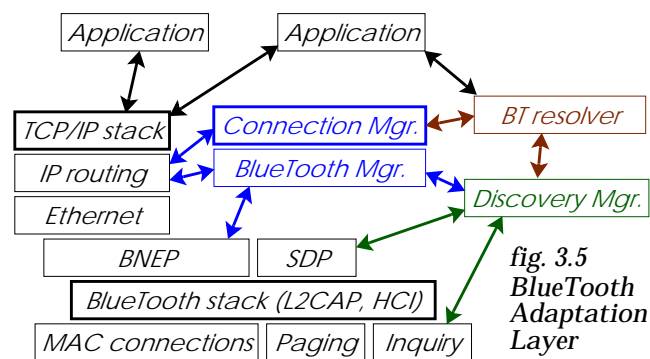 Application
Application
TCP/IP stack
Connection Mgr.
BT resolver
IP routing
BlueTooth Mgr.
Discovery Mgr.
Ethernet
BNEP
SDP
fig. 3.5
BlueTooth
Adaptation
Layer
BlueTooth stack (L2CAP, HCI)
MAC connections
Paging
Inquiry